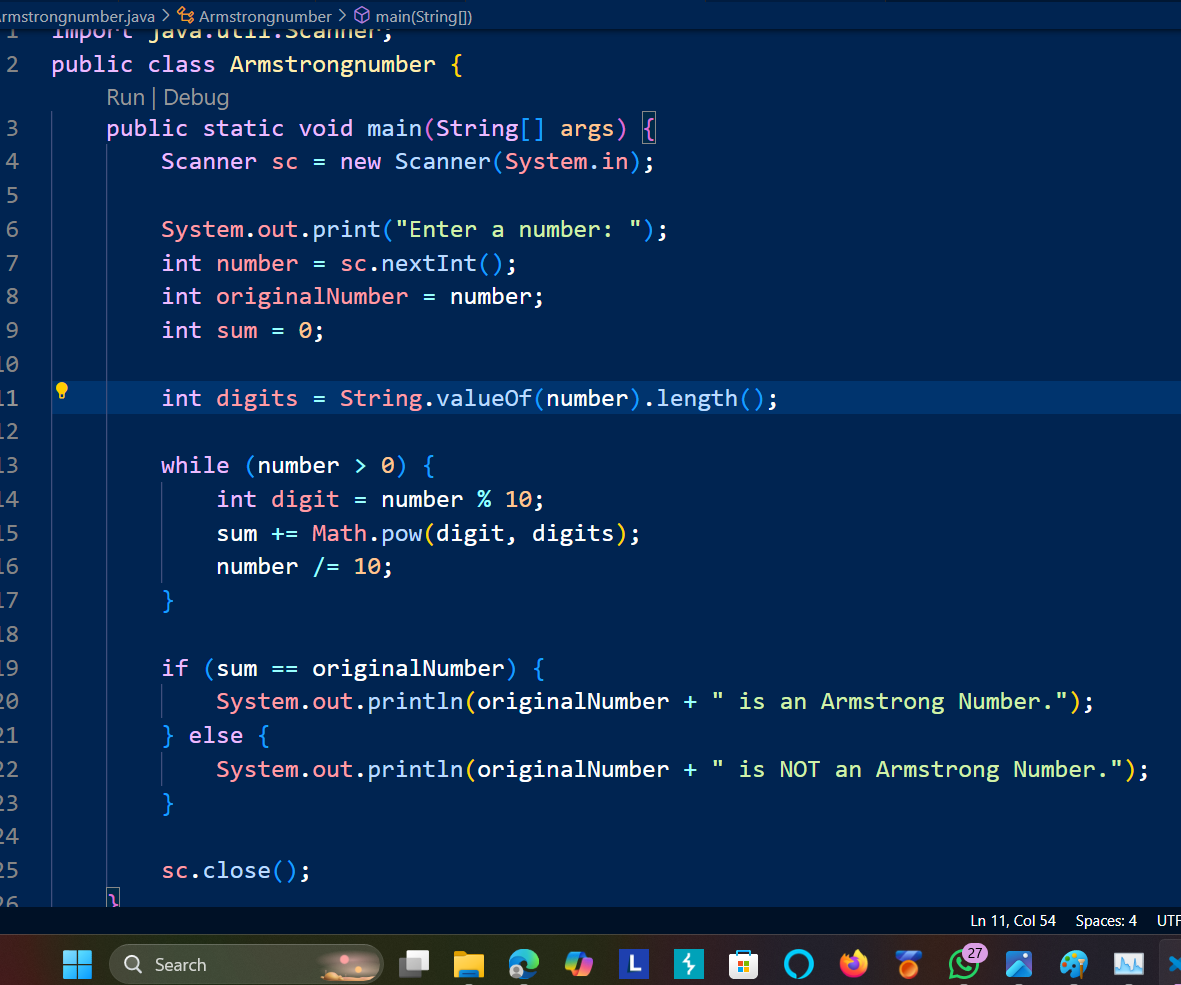 rmstrongnumber.java > Armstrongnumber > main(String[])
1 import java.util.Scanner;
2 public class Armstrongnumber {
Run | Debug
3 public static void main(String[] args) {
4 Scanner sc = new Scanner(System.in);
5
6 System.out.print("Enter a number: ");
7 int number = sc.nextInt();
8 int originalNumber = number;
9 int sum = 0;
10
11 int digits = String.valueOf(number).length();
12
13 while (number > 0) {
14 int digit = number % 10;
15 sum += Math.pow(digit, digits);
16 number /= 10;
17 }
18
19 if (sum == originalNumber) {
20 System.out.println(originalNumber + " is an Armstrong Number.");
21 } else {
22 System.out.println(originalNumber + " is NOT an Armstrong Number.");
23 }
24
25 sc.close();
26 }
Ln 11, Col 54 Spaces: 4 UTF
Search L 27